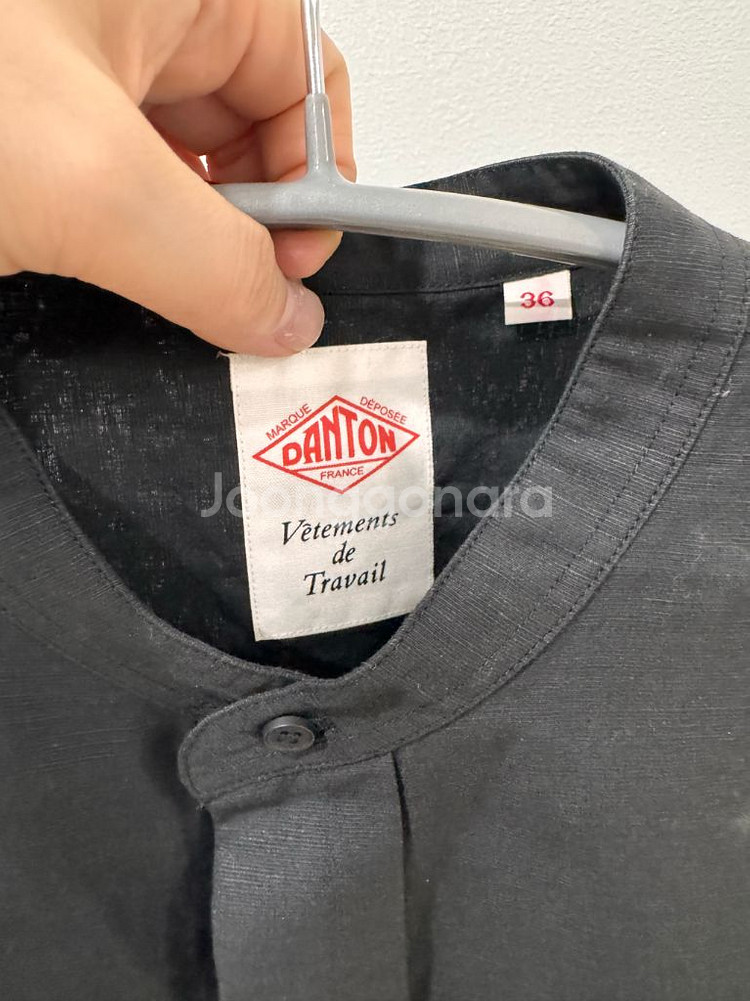 36
MARQUE DÉPOSÉE
DANTON
FRANCE
Vêtements
de
Travail
Joonggonara